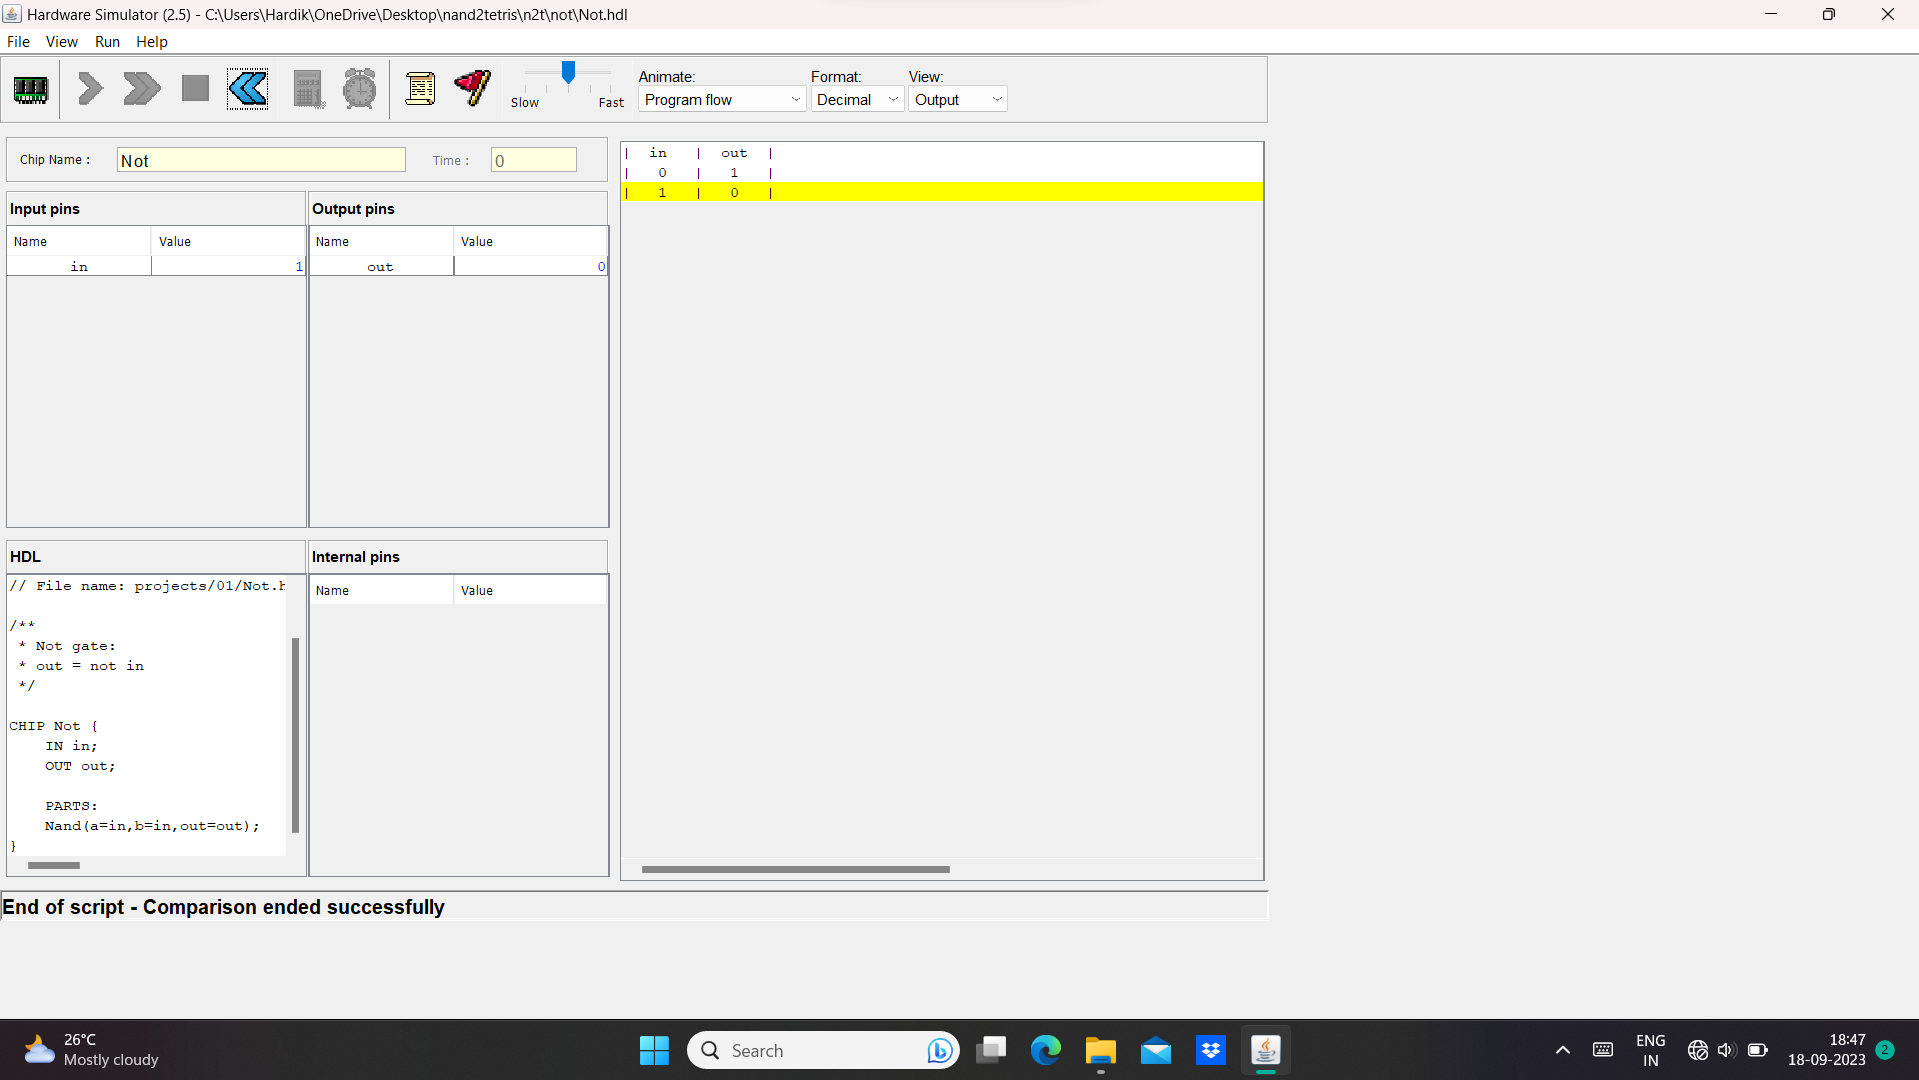 Hardware Simulator (2.5) - C:\Users\Hardik\OneDrive\Desktop\nand2tetris\n2t\not\Not.hdl
File View Run Help
Slow Fast
Animate: Format: View:
Program flow Decimal Output
Chip Name : Not Time : 0
Input pins Output pins
Name Value Name Value
in 1 out 0
| in | out |
| 0 | 1 |
| 1 | 0 |
HDL
// File name: projects/01/Not.h
/**
* Not gate:
* out = not in
*/
CHIP Not {
IN in;
OUT out;
PARTS:
Nand(a=in,b=in,out=out);
}
Internal pins
Name Value
End of script - Comparison ended successfully
26°C
Mostly cloudy
Search
ENG
IN
18:47
18-09-2023
2